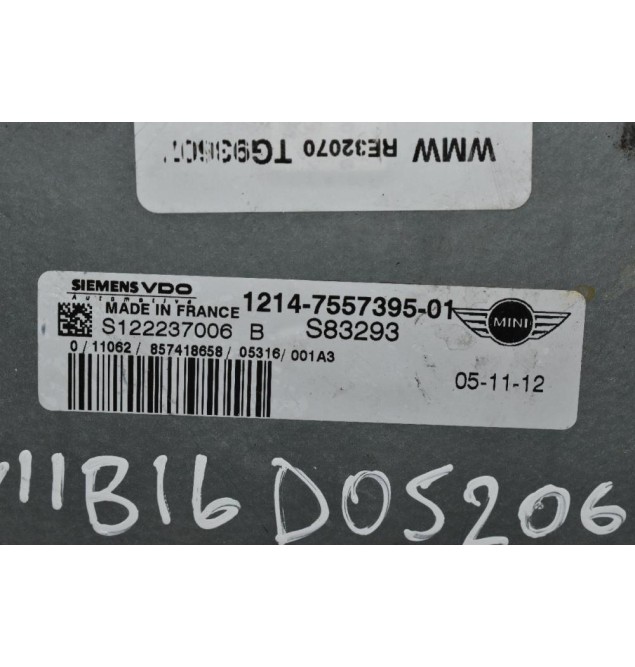 WMW RE32070
SIEMENS VDO
Automotive
MADE IN FRANCE 1214-7557395-01
S122237006 B S83293
MINI
0/11062/ 857418658/ 05316/ 001A3
05-11-12
11B16 D05206